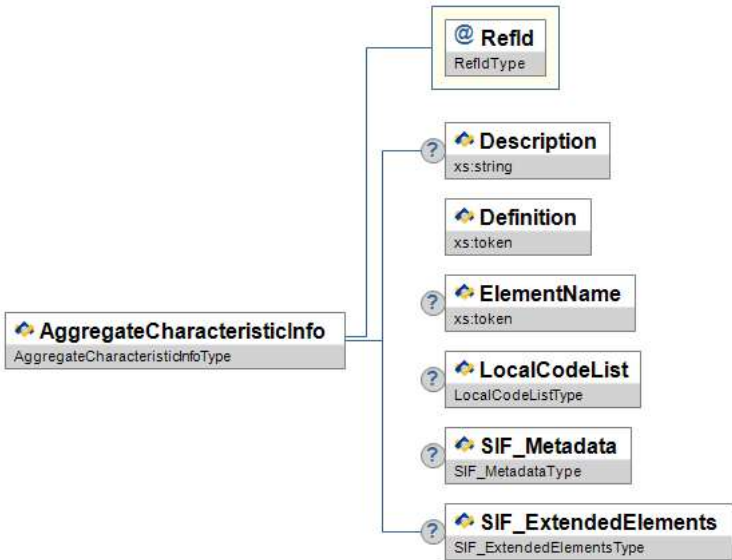 @ RefId
RefIdType
? Description
xs:string
Definition
xs:token
? ElementName
xs:token
AggregateCharacteristicInfo
AggregateCharacteristicInfoType
? LocalCodeList
LocalCodeListType
? SIF_Metadata
SIF_MetadataType
? SIF_ExtendedElements
SIF_ExtendedElementsType